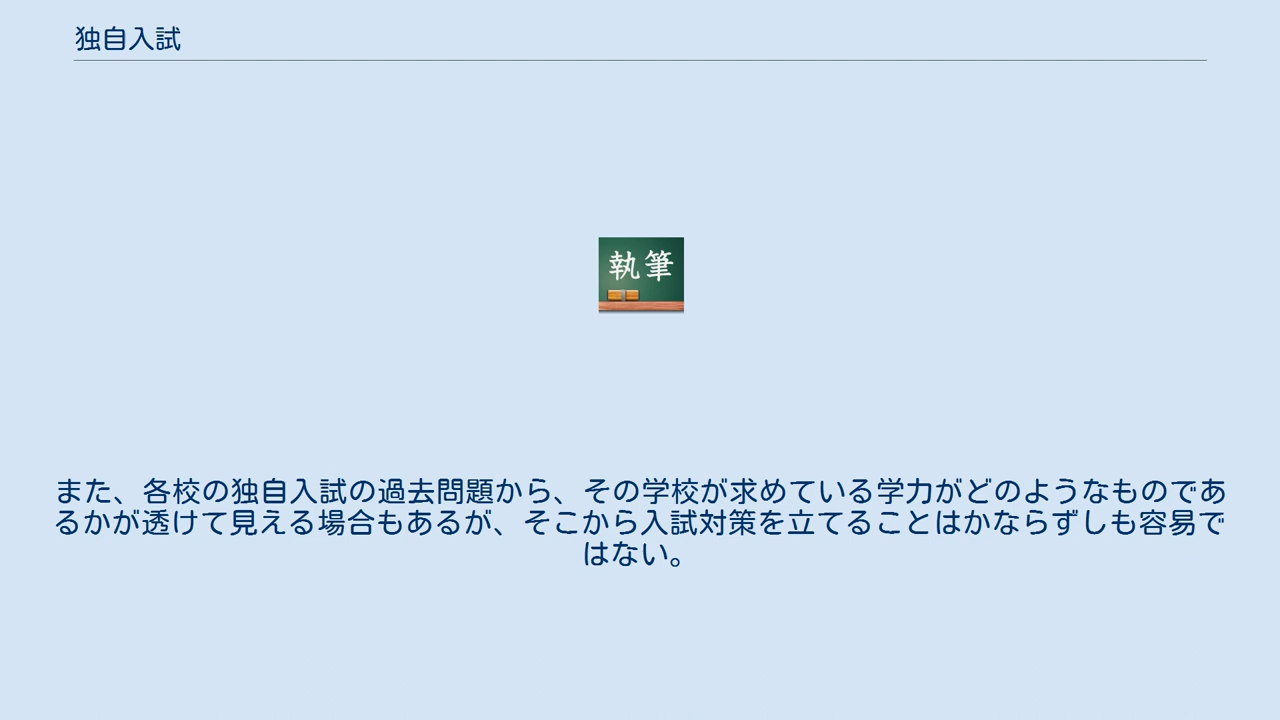 独自入試
執筆
また、各校の独自入試の過去問題から、その学校が求めている学力がどのようなものであ
るかが透けて見える場合もあるが、そこから入試対策を立てることはかならずしも容易で
はない。